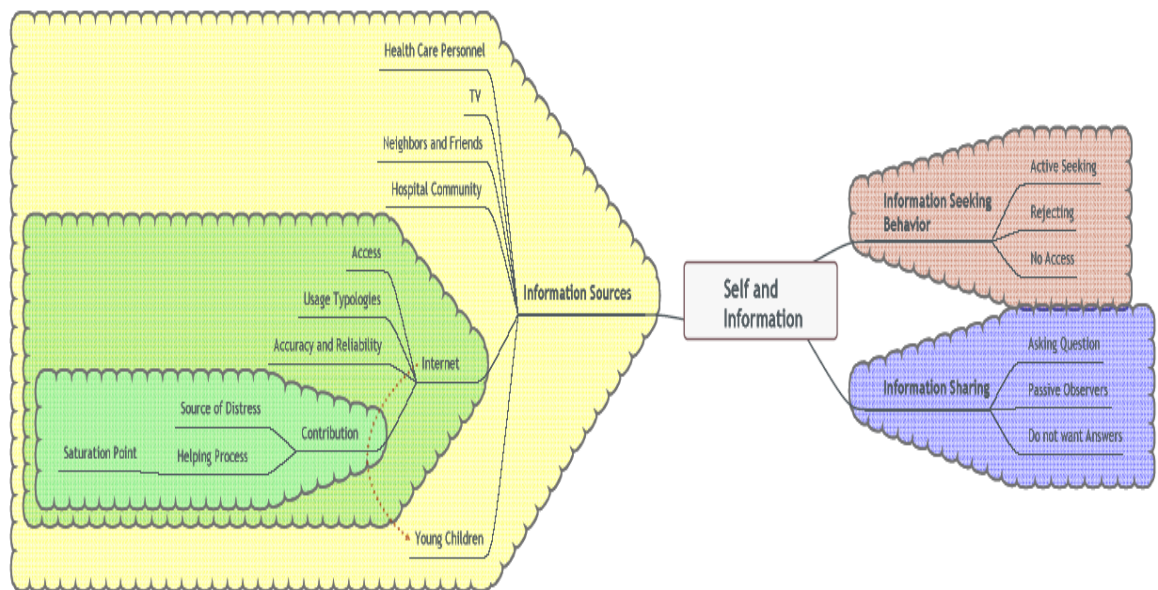 Health Care Personnel
TV
Neighbors and Friends
Hospital Community
Access
Usage Typologies
Accuracy and Reliability
Internet
Source of Distress
Contribution
Saturation Point
Helping Process
Young Children
Information Sources
Self and
Information
Information Seeking
Behavior
Active Seeking
Rejecting
No Access
Information Sharing
Asking Question
Passive Observers
Do not want Answers